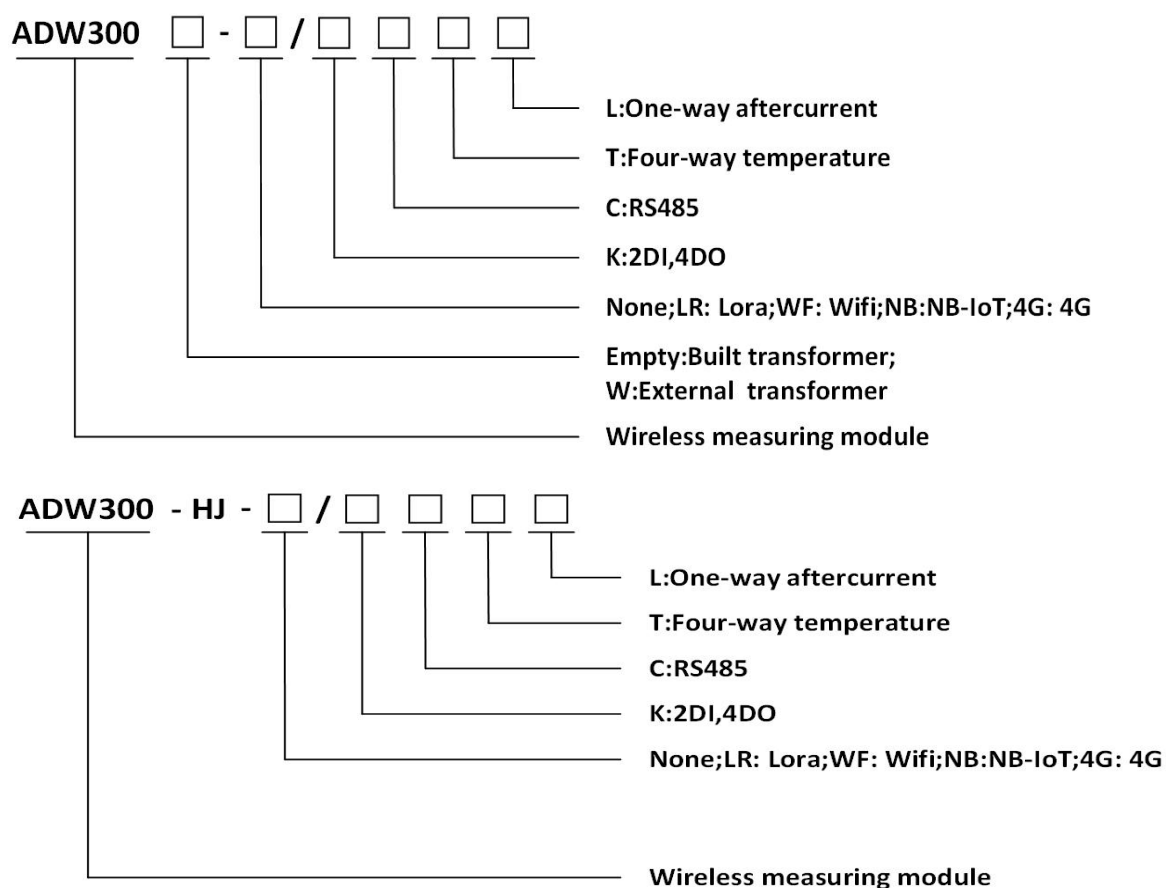 ADW300 □ - □ / □ □ □ □
L:One-way aftercurrent
T:Four-way temperature
C:RS485
K:2DI,4DO
None;LR: Lora;WF: Wifi;NB:NB-IoT;4G: 4G
Empty:Built transformer;
W:External transformer
Wireless measuring module
ADW300 - HJ - □ / □ □ □ □
L:One-way aftercurrent
T:Four-way temperature
C:RS485
K:2DI,4DO
None;LR: Lora;WF: Wifi;NB:NB-IoT;4G: 4G
Wireless measuring module